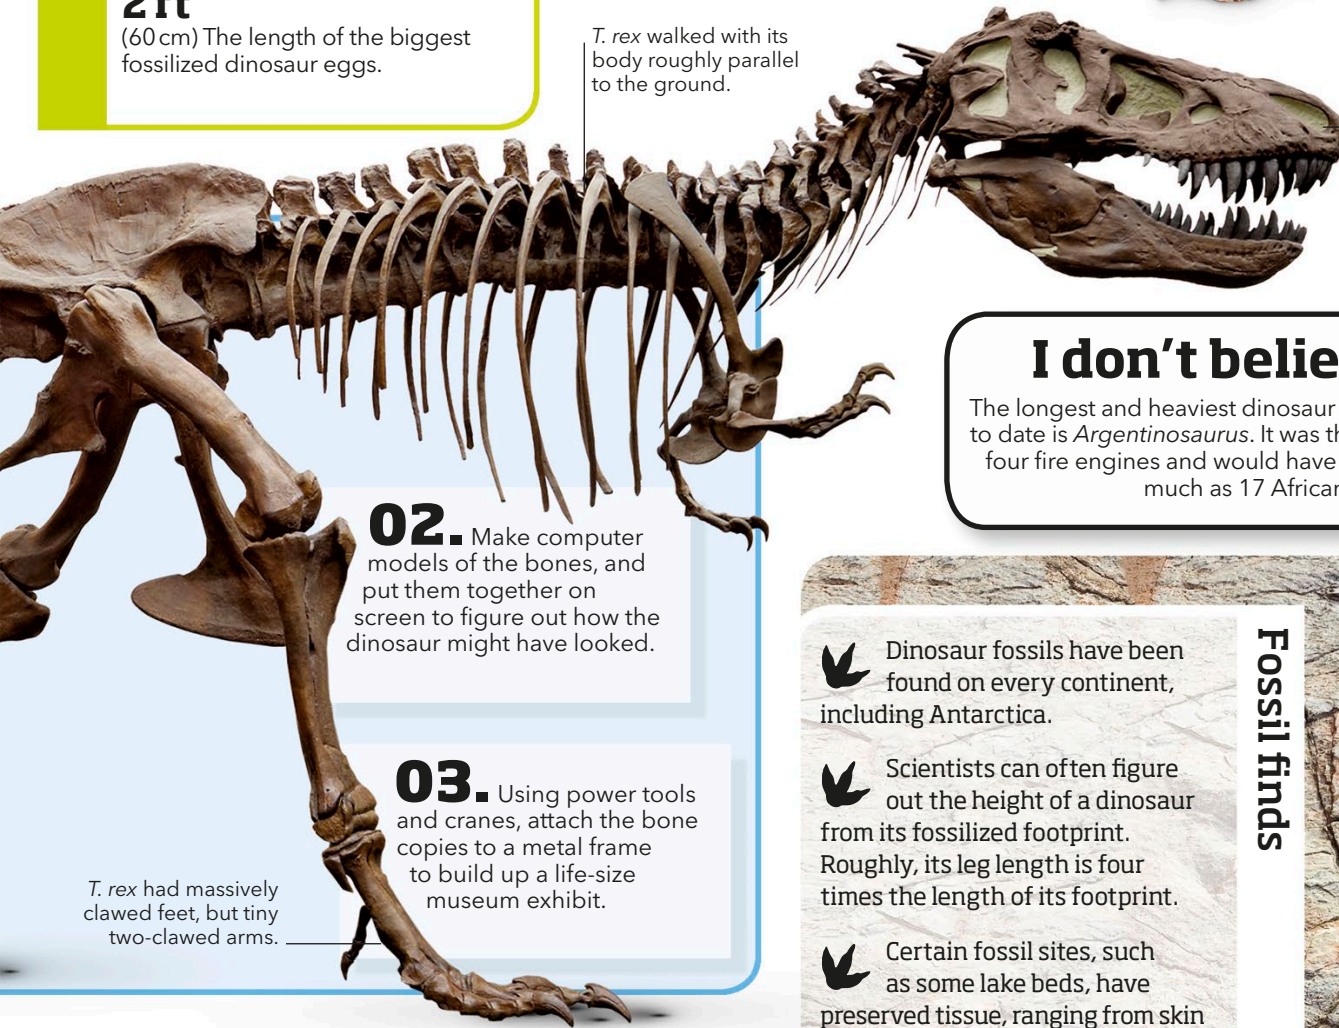 2 ft
(60 cm) The length of the biggest
fossilized dinosaur eggs.
T. rex walked with its
body roughly parallel
to the ground.
I don't belie
The longest and heaviest dinosaur
to date is Argentinosaurus. It was th
four fire engines and would have
much as 17 African
02. Make computer
models of the bones, and
put them together on
screen to figure out how the
dinosaur might have looked.
03. Using power tools
and cranes, attach the bone
copies to a metal frame
to build up a life-size
museum exhibit.
T. rex had massively
clawed feet, but tiny
two-clawed arms.
Fossil finds
Dinosaur fossils have been
found on every continent,
including Antarctica.
Scientists can often figure
out the height of a dinosaur
from its fossilized footprint.
Roughly, its leg length is four
times the length of its footprint.
Certain fossil sites, such
as some lake beds, have
preserved tissue, ranging from skin